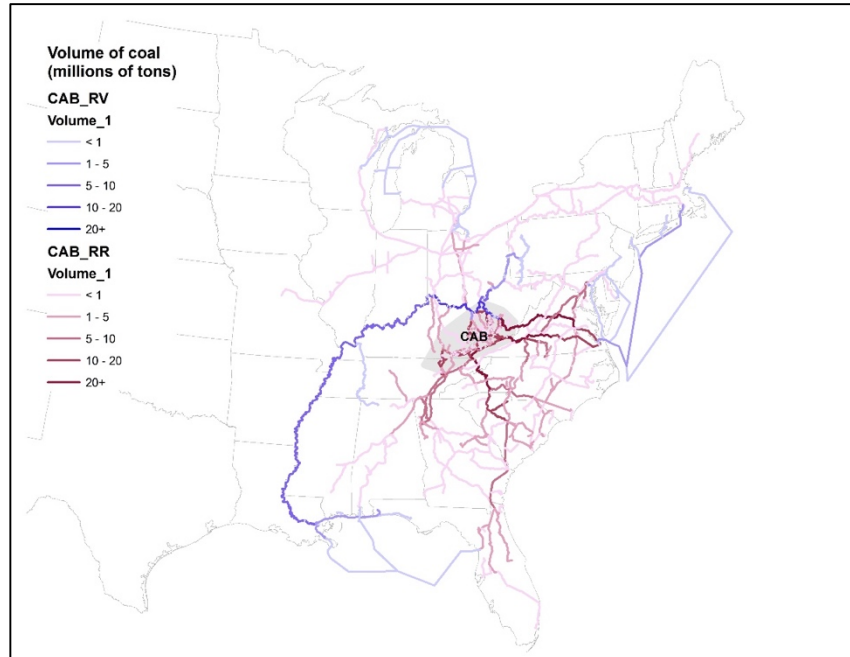 Volume of coal
(millions of tons)
CAB_RV
Volume_1
< 1
1 - 5
5 - 10
10 - 20
20+
CAB_RR
Volume_1
< 1
1 - 5
5 - 10
10 - 20
20+
CAB